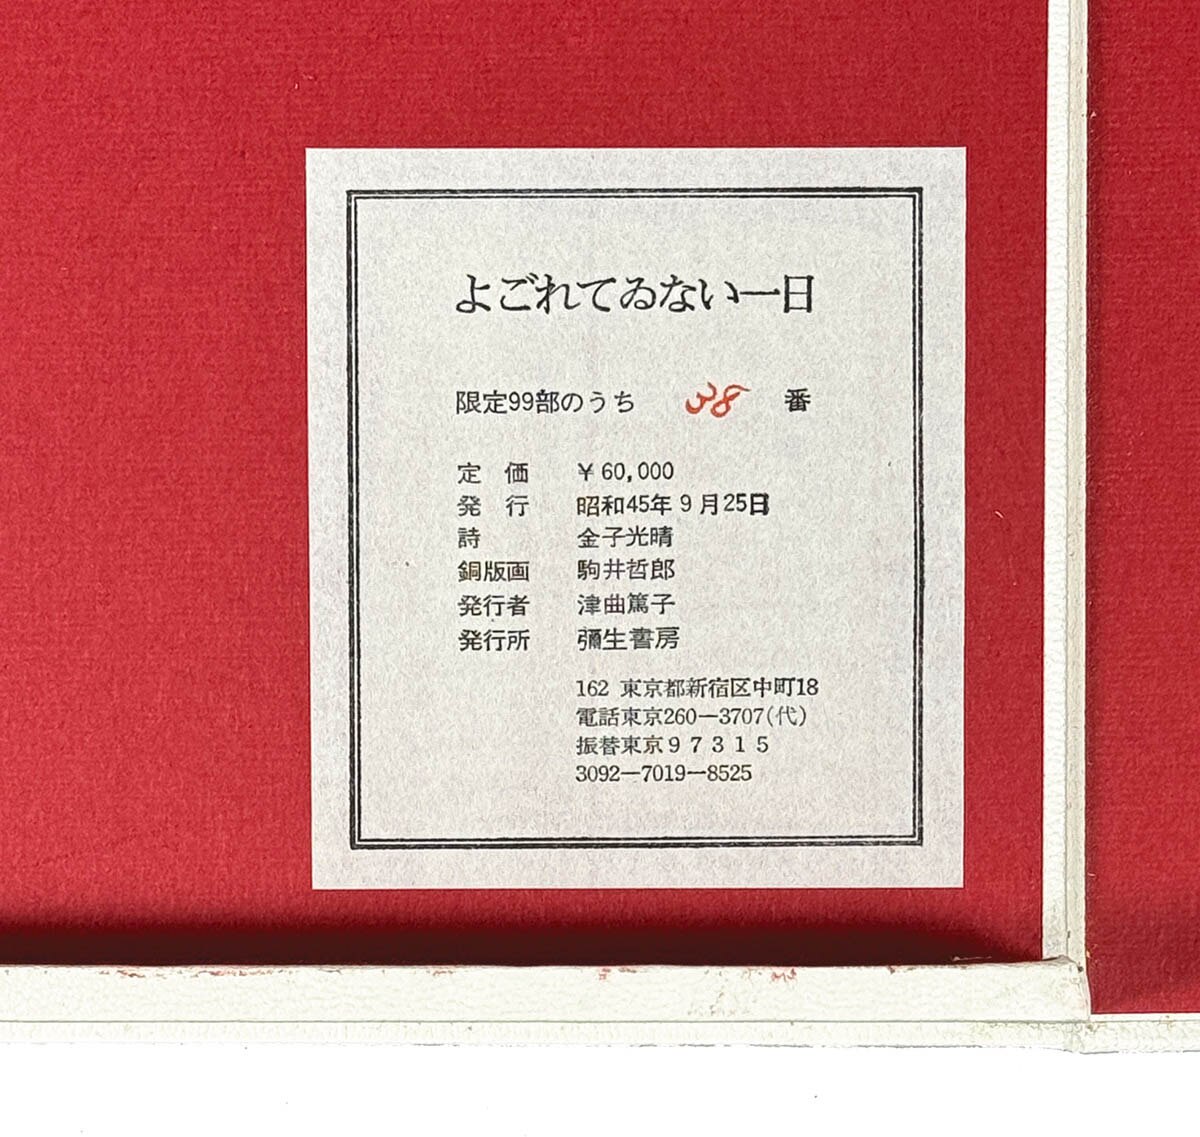 よごれてゐない一日
限定99部のうち 38 番
定価 ¥60,000
発行 昭和45年9月25日
詩 金子光晴
銅版画 駒井哲郎
発行者 津曲篤子
発行所 彌生書房
162 東京都新宿区中町18
電話東京260―3707(代)
振替東京97315
3092―7019―8525